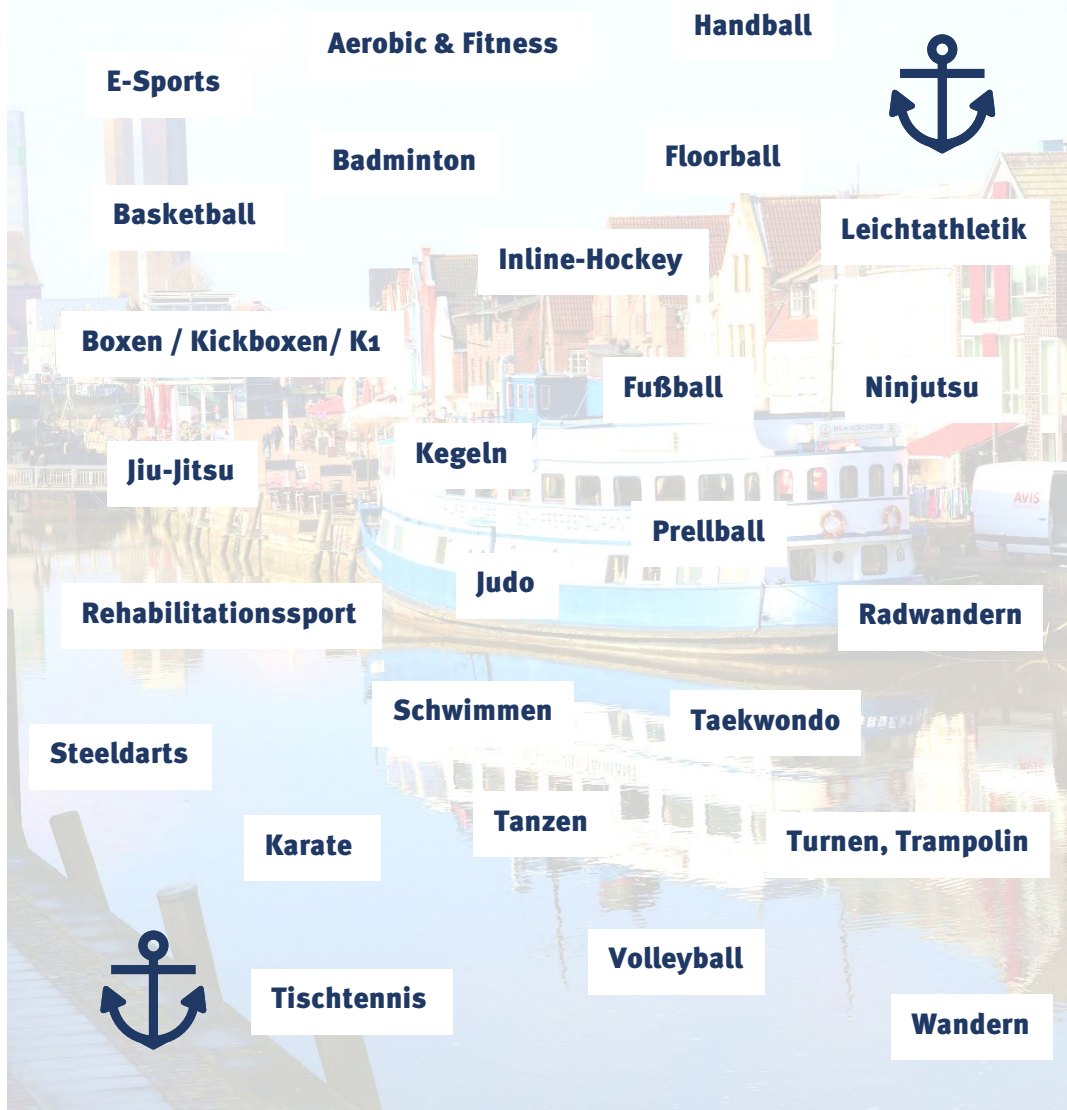 Handball
Aerobic & Fitness
E-Sports
Badminton
Floorball
Basketball
Leichtathletik
Inline-Hockey
Boxen / Kickboxen/ K1
Fußball
Ninjutsu
Kegeln
Jiu-Jitsu
AVIS
Prellball
Judo
Rehabilitationssport
Radwandern
Schwimmen
Taekwondo
Steeldarts
Tanzen
Karate
Turnen, Trampolin
Volleyball
Tischtennis
Wandern